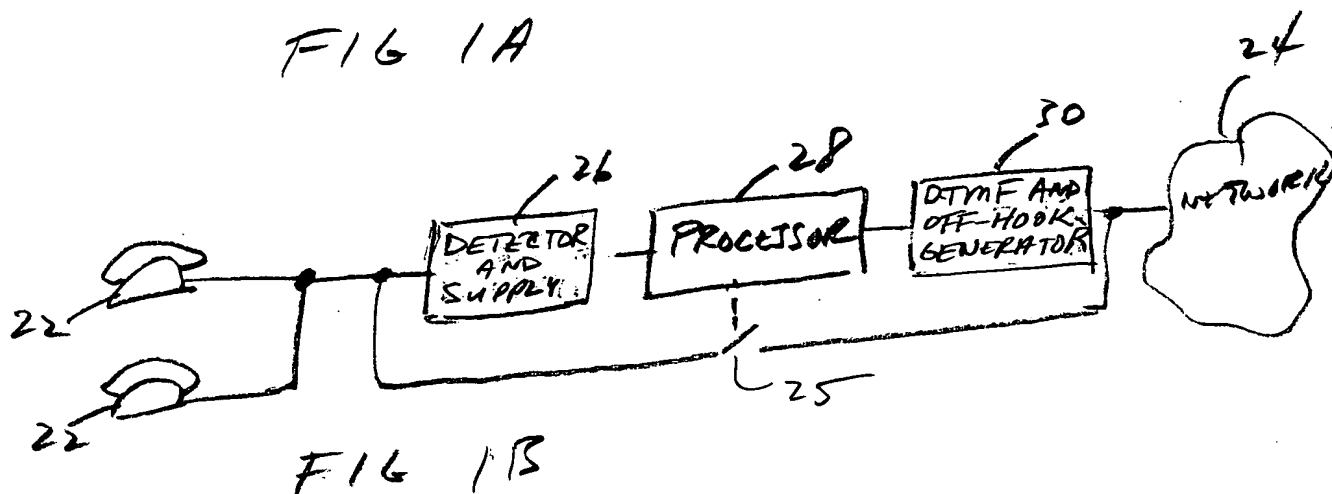 FIG 1A
24
30
28
26
NETWORK
DTMF AND
OFF-HOOK
GENERATOR
PROCESSOR
DETECTOR
AND
SUPPLY
22
25
22
FIG 1B